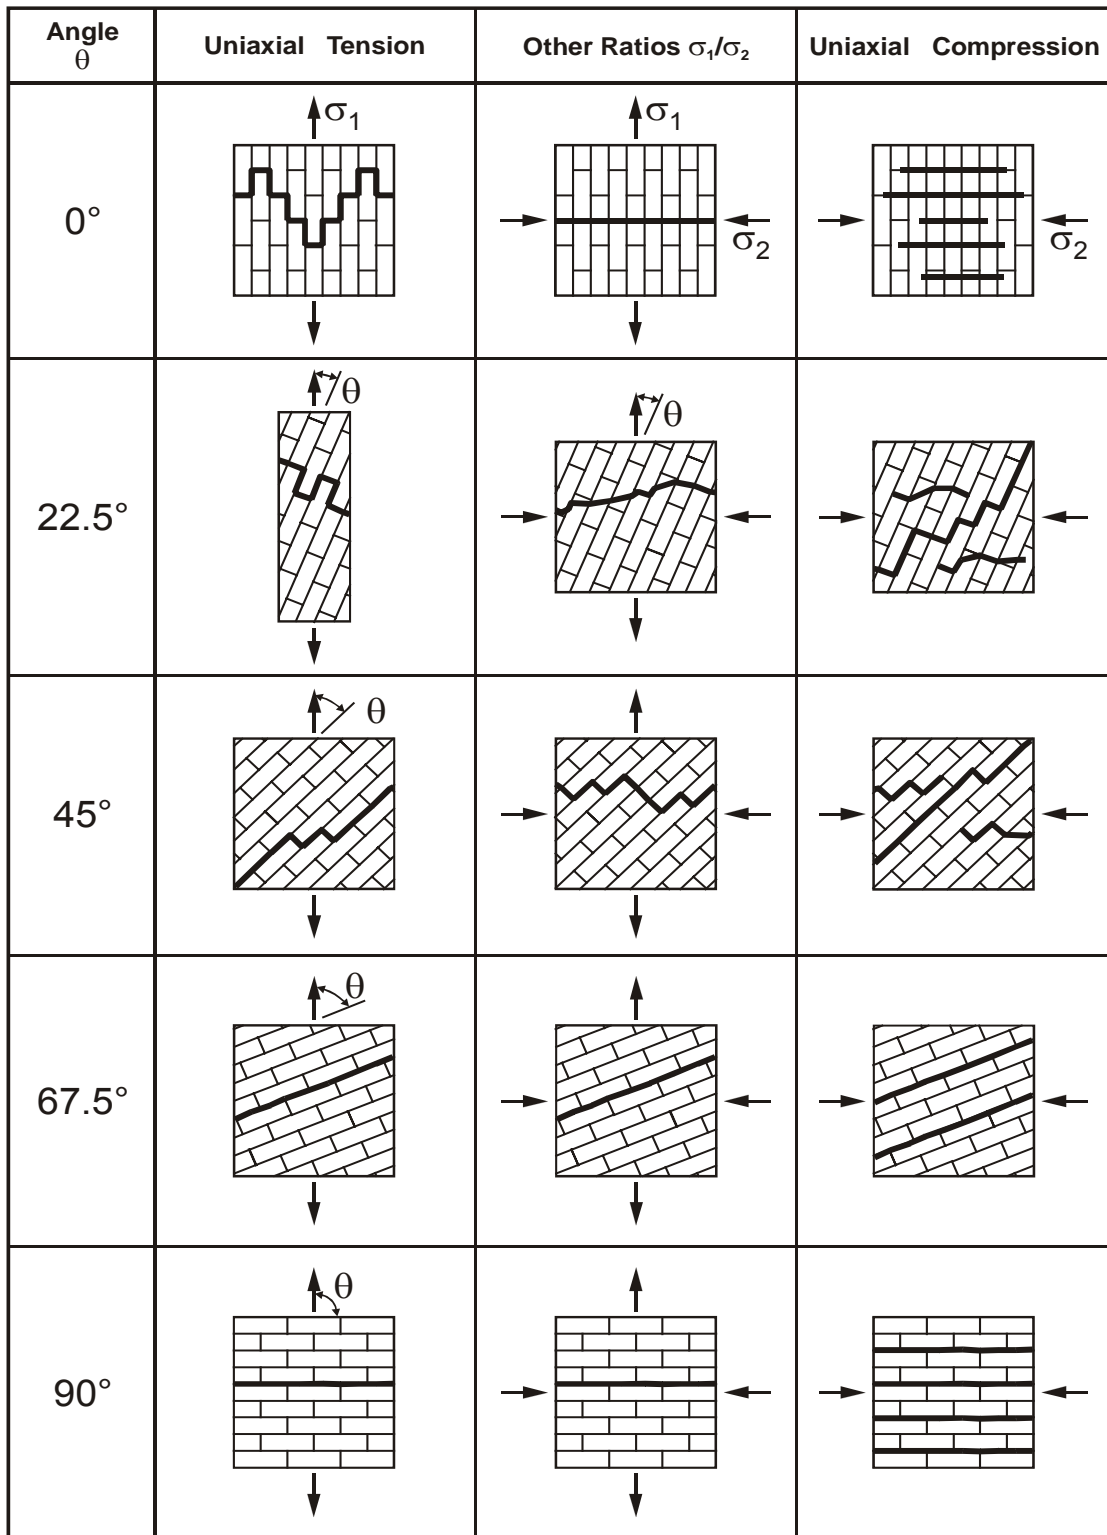 Angle θ
Uniaxial Tension
Other Ratios σ₁/σ₂
Uniaxial Compression
0°
σ₁
σ₁
σ₂
σ₂
22.5°
θ
θ
45°
θ
67.5°
θ
90°
θ